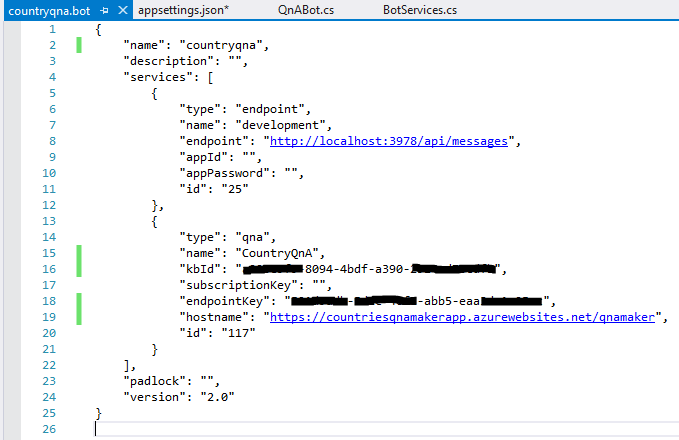 countryqna.bot appsettings.json* QnABot.cs BotServices.cs
1 {
2 "name": "countryqna",
3 "description": "",
4 "services": [
5 {
6 "type": "endpoint",
7 "name": "development",
8 "endpoint": "http://localhost:3978/api/messages",
9 "appId": "",
10 "appPassword": "",
11 "id": "25"
12 },
13 {
14 "type": "qna",
15 "name": "CountryQnA",
16 "kbId": "-8094-4bdf-a390-",
17 "subscriptionKey": "",
18 "endpointKey": "-abb5-eaa",
19 "hostname": "https://countriesqnamakerapp.azurewebsites.net/qnamaker",
20 "id": "117"
21 }
22 ],
23 "padlock": "",
24 "version": "2.0"
25 }
26